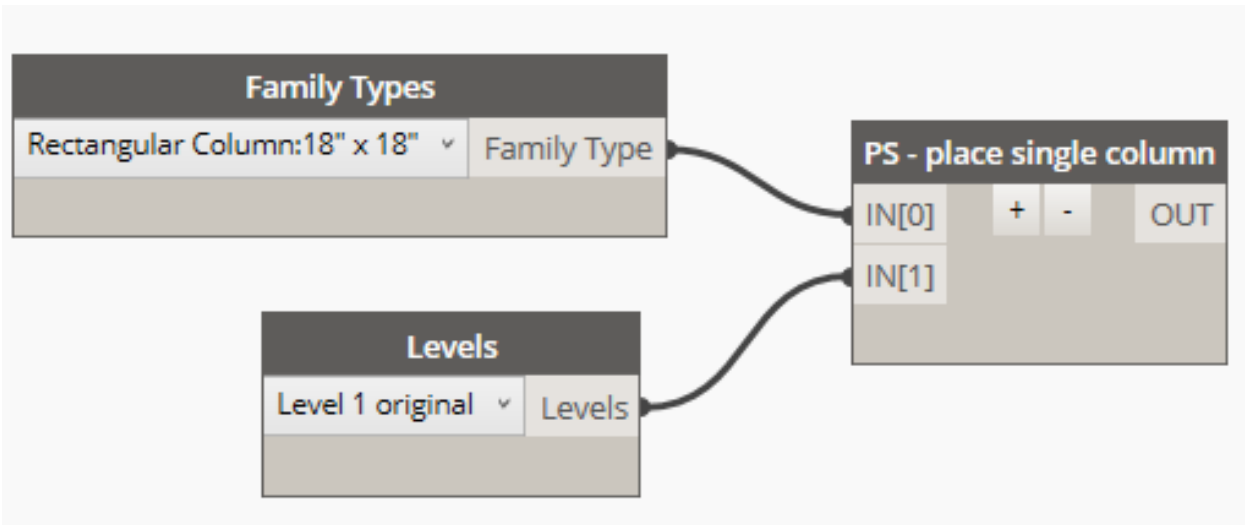 Family Types
Rectangular Column:18" x 18"
Family Type
PS - place single column
IN[0]
+ -
OUT
IN[1]
Levels
Level 1 original
Levels